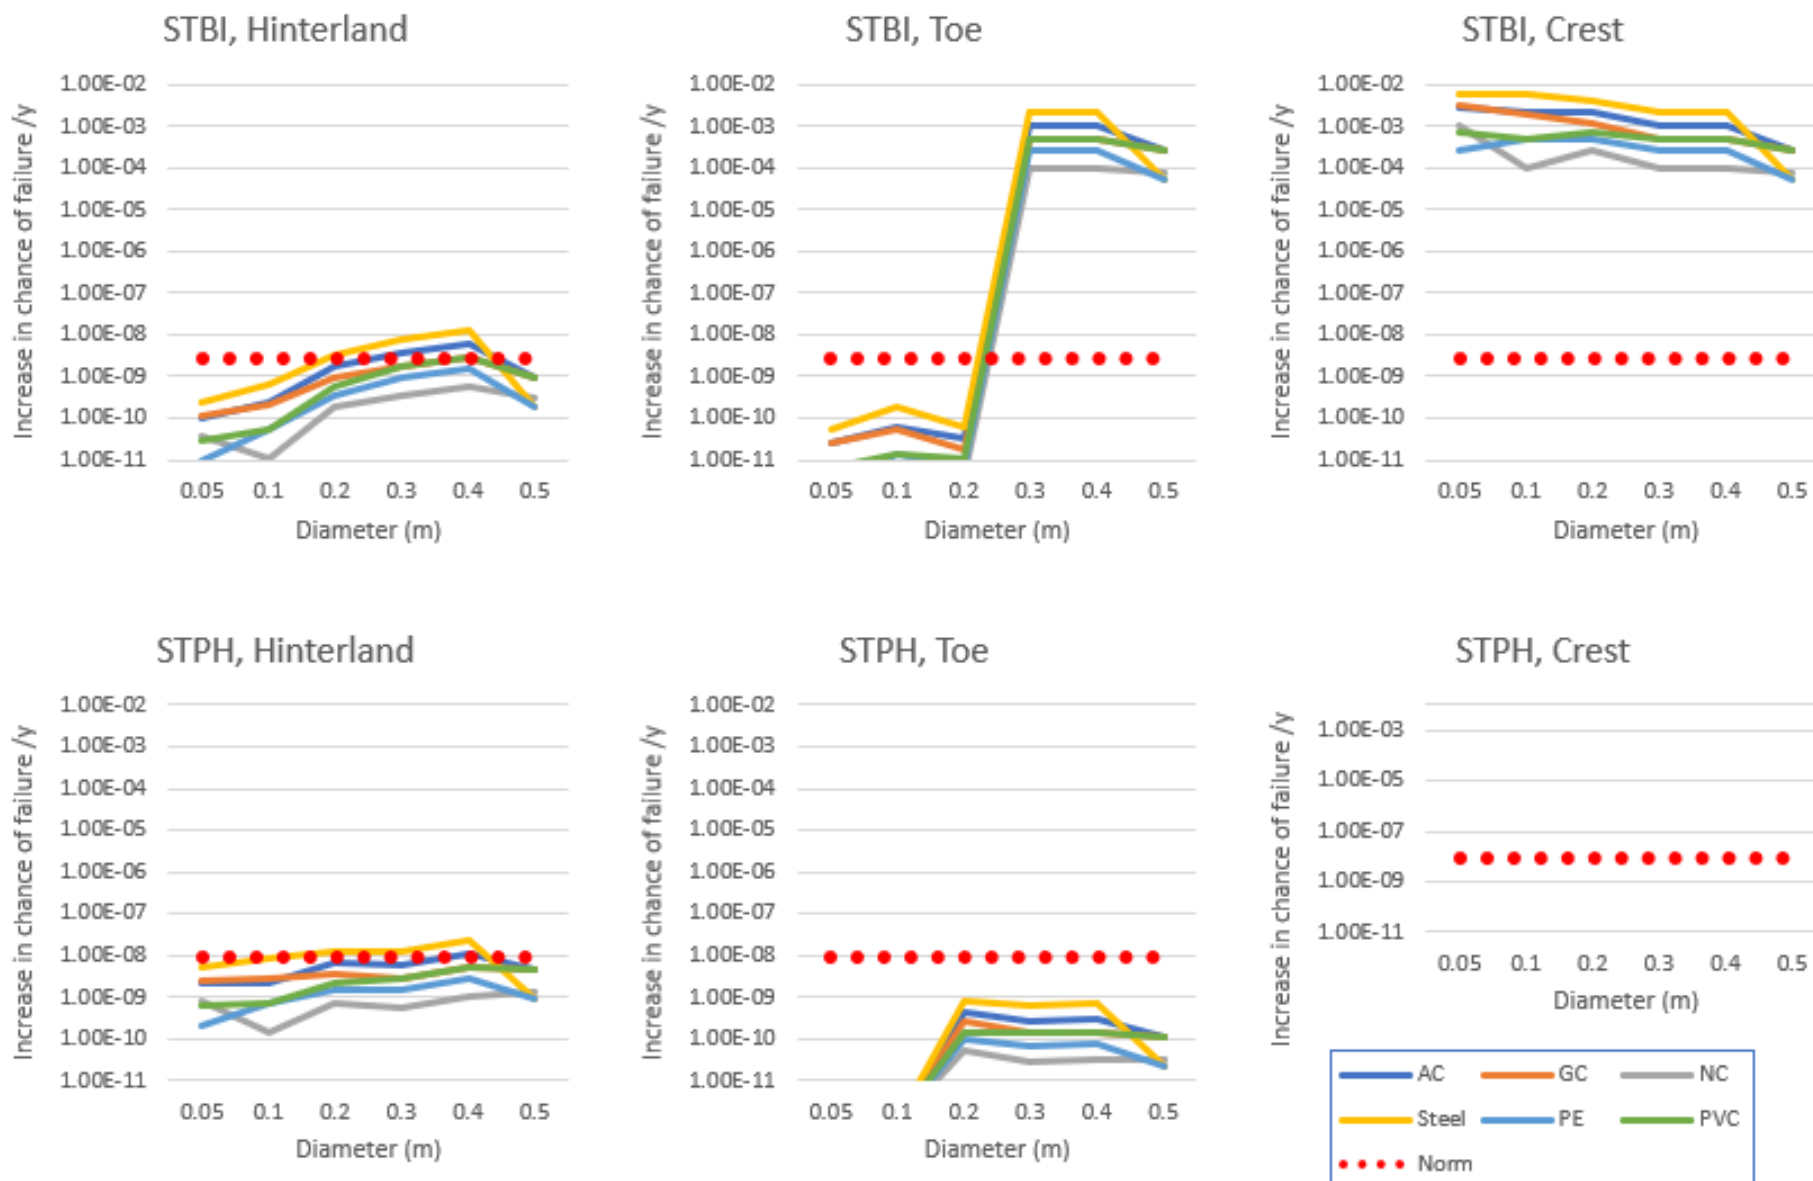 STBI, Hinterland
Increase in chance of failure /y
1.00E-02
1.00E-03
1.00E-04
1.00E-05
1.00E-06
1.00E-07
1.00E-08
1.00E-09
1.00E-10
1.00E-11
0.05 0.1 0.2 0.3 0.4 0.5
Diameter (m)
STBI, Toe
Increase in chance of failure /y
1.00E-02
1.00E-03
1.00E-04
1.00E-05
1.00E-06
1.00E-07
1.00E-08
1.00E-09
1.00E-10
1.00E-11
0.05 0.1 0.2 0.3 0.4 0.5
Diameter (m)
STBI, Crest
Increase in chance of failure /y
1.00E-02
1.00E-03
1.00E-04
1.00E-05
1.00E-06
1.00E-07
1.00E-08
1.00E-09
1.00E-10
1.00E-11
0.05 0.1 0.2 0.3 0.4 0.5
Diameter (m)
STPH, Hinterland
Increase in chance of failure /y
1.00E-02
1.00E-03
1.00E-04
1.00E-05
1.00E-06
1.00E-07
1.00E-08
1.00E-09
1.00E-10
1.00E-11
0.05 0.1 0.2 0.3 0.4 0.5
Diameter (m)
STPH, Toe
Increase in chance of failure /y
1.00E-02
1.00E-03
1.00E-04
1.00E-05
1.00E-06
1.00E-07
1.00E-08
1.00E-09
1.00E-10
1.00E-11
0.05 0.1 0.2 0.3 0.4 0.5
Diameter (m)
STPH, Crest
Increase in chance of failure /y
1.00E-03
1.00E-05
1.00E-07
1.00E-09
1.00E-11
0.05 0.1 0.2 0.3 0.4 0.5
Diameter (m)
AC GC NC
Steel PE PVC
Norm